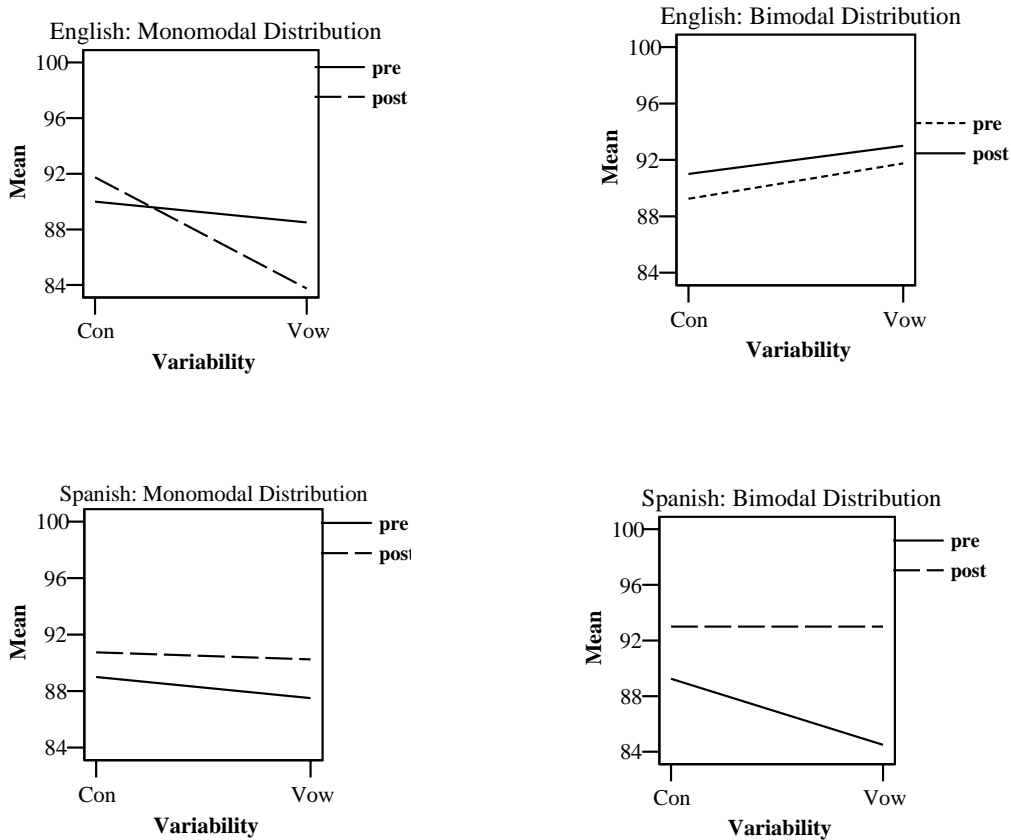 English: Monomodal Distribution
100
96
92
88
84
Mean
Con
Vow
Variability
pre
post
English: Bimodal Distribution
100
96
92
88
84
Mean
Con
Vow
Variability
pre
post
Spanish: Monomodal Distribution
100
96
92
88
84
Mean
Con
Vow
Variability
pre
post
Spanish: Bimodal Distribution
100
96
92
88
84
Mean
Con
Vow
Variability
pre
post